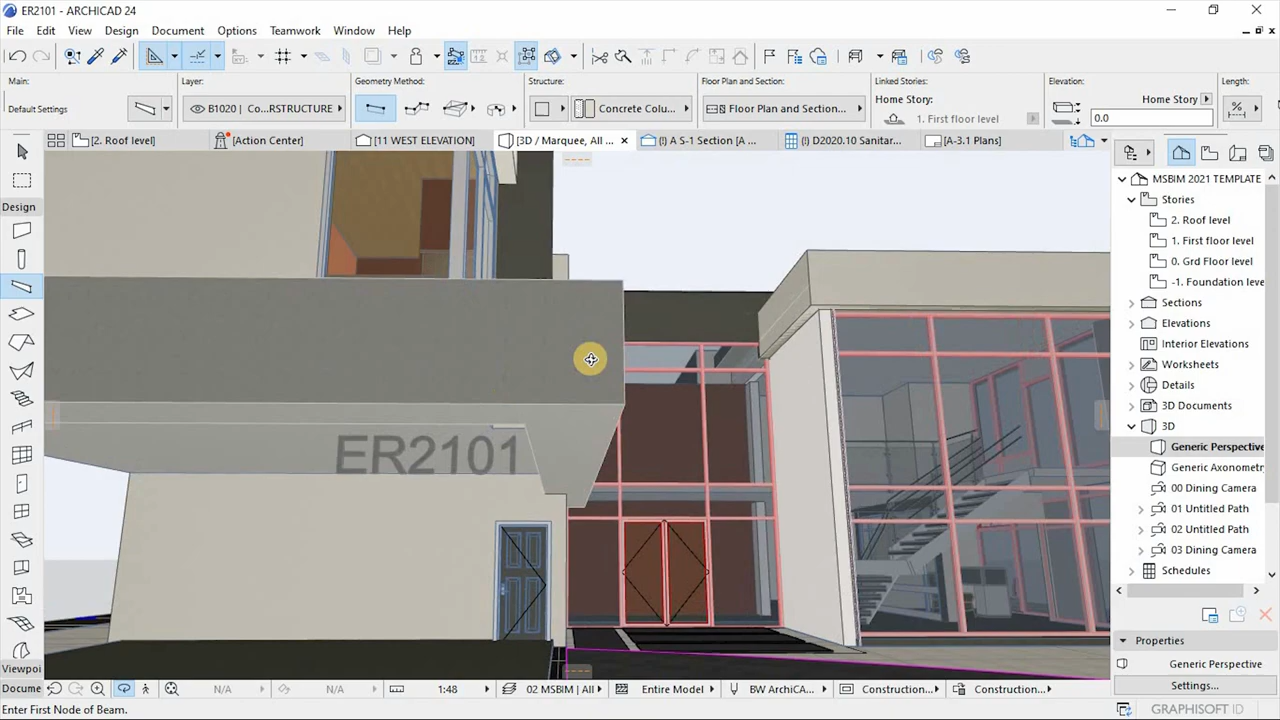 ER2101 - ARCHICAD 24
File Edit View Design Document Options Teamwork Window Help
Main:
Default Settings
Layer:
B1020 | Co...RSTRUCTURE
Geometry Method:
Structure:
Concrete Colu...
Floor Plan and Section:
Floor Plan and Section...
Linked Stories:
Home Story:
1. First floor level
Elevation:
Home Story
0.0
Length:
[2. Roof level]
[Action Center]
[11 WEST ELEVATION]
[3D / Marquee, All ...
(!) A S-1 Section [A ...
(!) D2020.10 Sanitar...
[A-3.1 Plans]
Design
Viewpoi
Docume
ER2101
MSBIM 2021 TEMPLATE
Stories
2. Roof level
1. First floor level
0. Grd Floor level
-1. Foundation leve
Sections
Elevations
Interior Elevations
Worksheets
Details
3D Documents
3D
Generic Perspective
Generic Axonometr
00 Dining Camera
01 Untitled Path
02 Untitled Path
03 Dining Camera
Schedules
Properties
Generic Perspective
Settings...
N/A
N/A
1:48
02 MSBIM | All
Entire Model
BW ArchiCA...
Construction...
Construction...
Enter First Node of Beam.
GRAPHISOFT ID